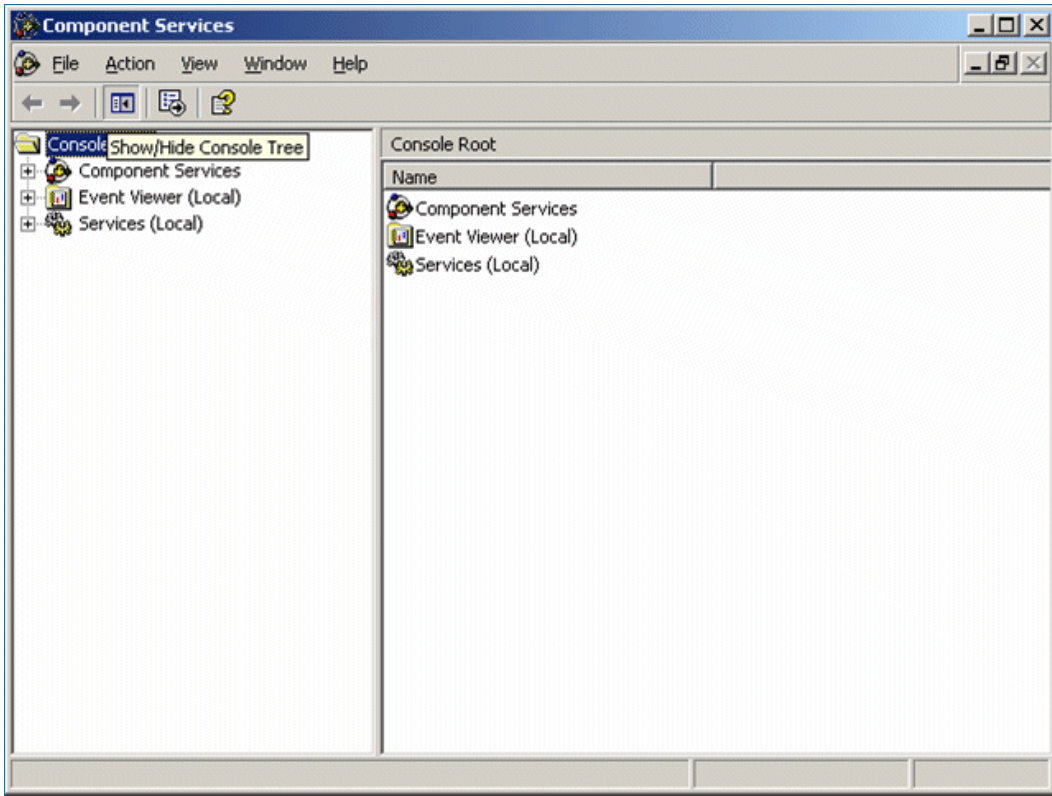 Component Services
File Action View Window Help
Console
Show/Hide Console Tree
Component Services
Event Viewer (Local)
Services (Local)
Console Root
Name
Component Services
Event Viewer (Local)
Services (Local)